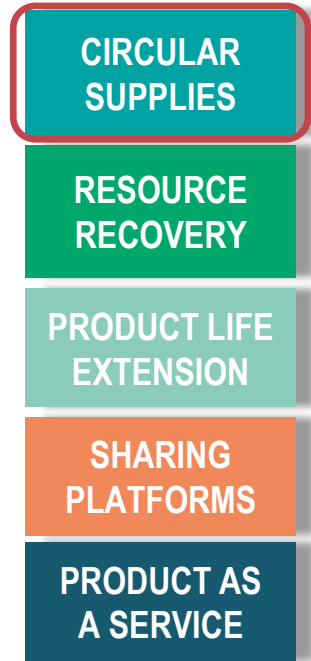 CIRCULAR
SUPPLIES
RESOURCE
RECOVERY
PRODUCT LIFE
EXTENSION
SHARING
PLATFORMS
PRODUCT AS
A SERVICE